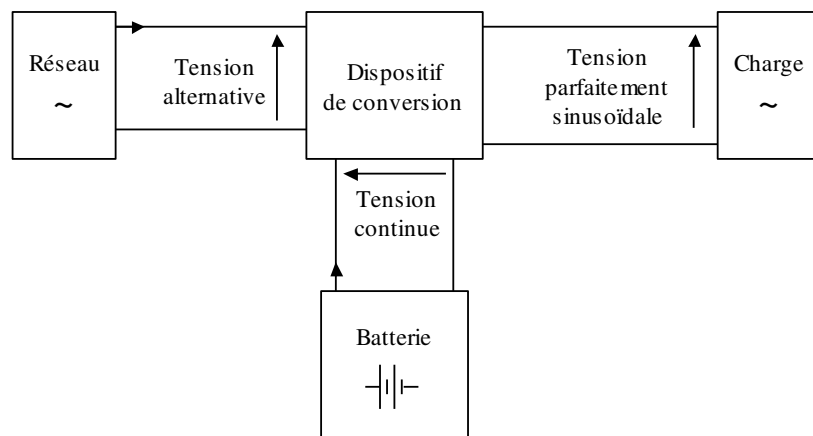 Réseau
~
Tension
alternative
Dispositif
de conversion
Tension
parfaitement
sinusoïdale
Charge
~
Tension
continue
Batterie